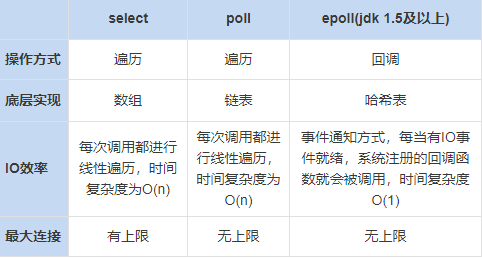 select poll epoll(jdk 1.5及以上)
操作方式 遍历 遍历 回调
底层实现 数组 链表 哈希表
IO效率 每次调用都进行线性遍历，时间复杂度为O(n) 每次调用都进行线性遍历，时间复杂度为O(n) 事件通知方式，每当有IO事件就绪，系统注册的回调函数就会被调用，时间复杂度O(1)
最大连接 有上限 无上限 无上限